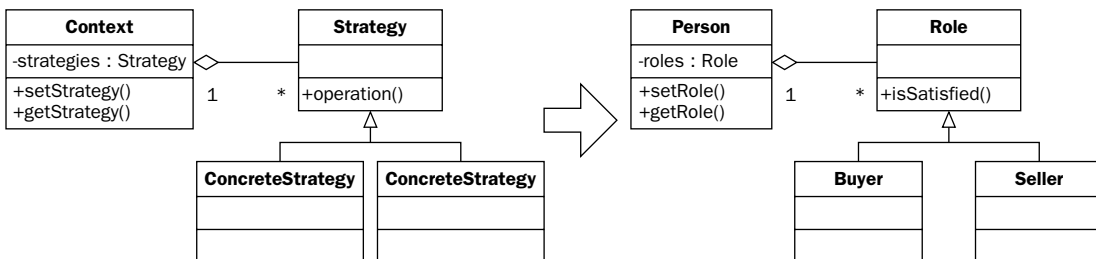 Context
-strategies : Strategy
+setStrategy()
+getStrategy()
1
*
Strategy
+operation()
ConcreteStrategy
ConcreteStrategy
Person
-roles : Role
+setRole()
+getRole()
1
*
Role
+isSatisfied()
Buyer
Seller